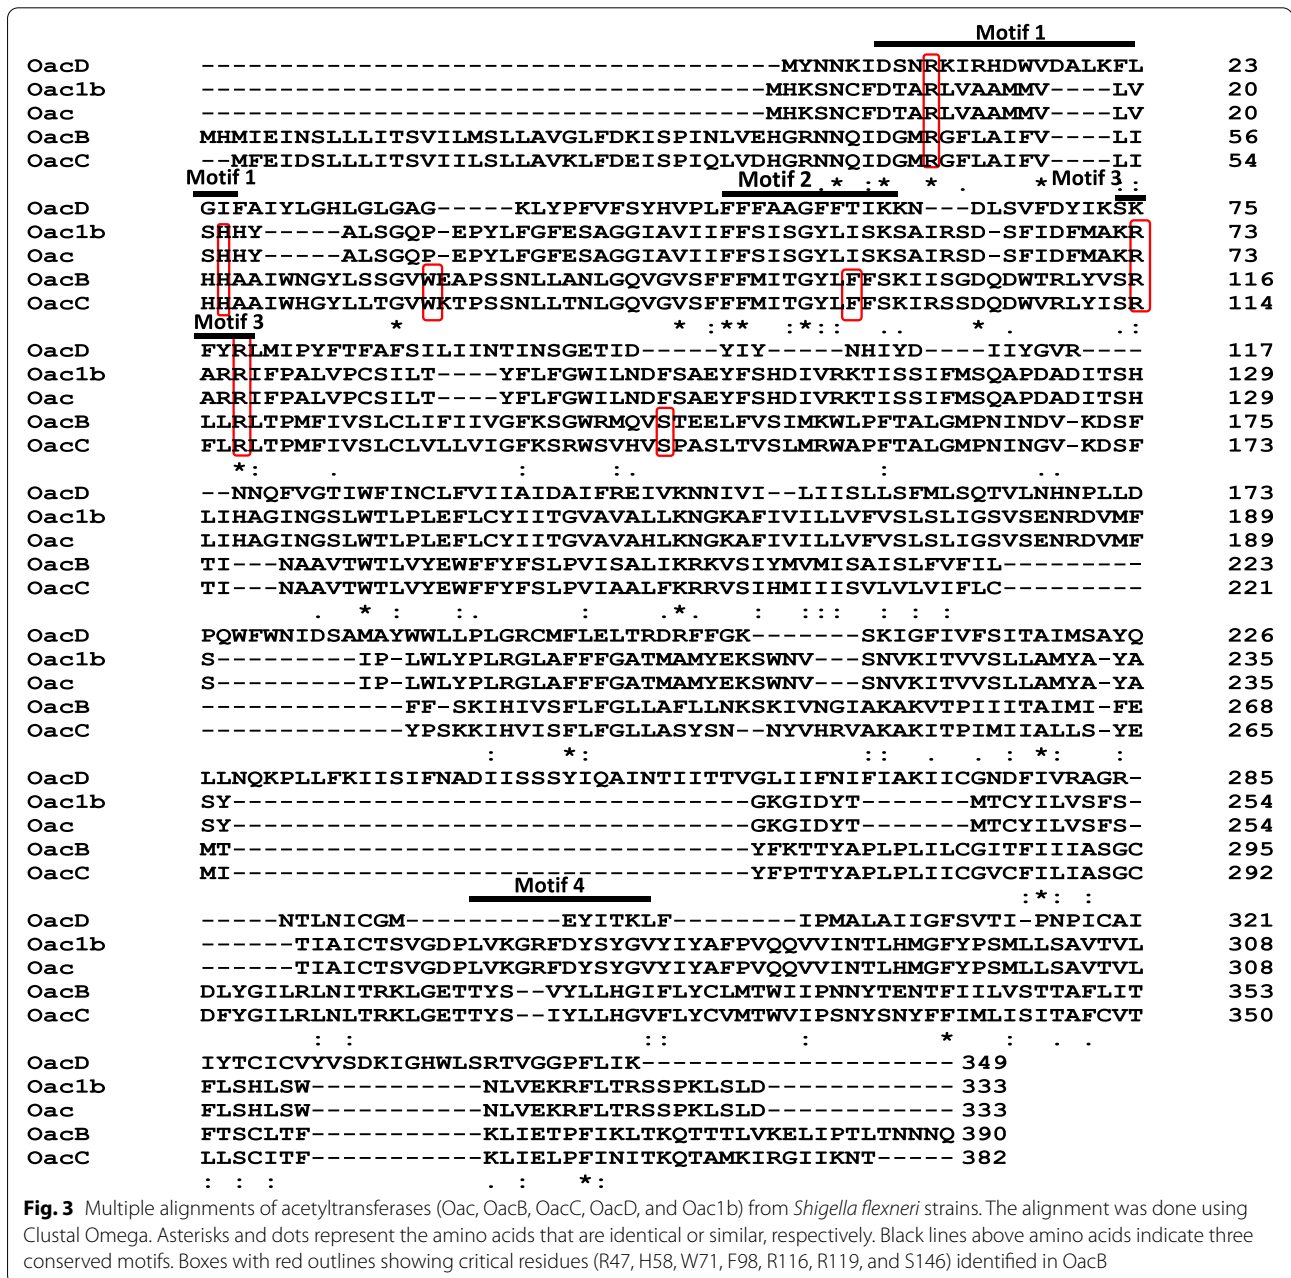 Motif 1
OacD -------------------------------------MYNNKIDSNRKIRHDWVDALKFL 23
Oac1b ------------------------------------MHKSNCFDTARLVAAMMV----LV 20
Oac ------------------------------------MHKSNCFDTARLVAAMMV----LV 20
OacB MHMIEINSLLLITSVILMSLLAVGLFDKISPINLVEHGRNNQIDGMRGFLAIFV----LI 56
OacC --MFEIDSLLLITSVIILSLLAVKLFDEISPIQLVDHGRNNQIDGMRGFLAIFV----LI 54
.* :* * . * ::
Motif 1 Motif 2 Motif 3
OacD GIFAIYLGHLGLGAG-----KLYPFVFSYHVPLFFFFAAGFFTIKKN---DLSVFDYIKSK 75
Oac1b SHHY-----ALSGQP-EPYLFGFESAGGIAVIIFFSISGYLISKSAIRSD-SFIDFMAKR 73
Oac SHHY-----ALSGQP-EPYLFGFESAGGIAVIIFFSISGYLISKSAIRSD-SFIDFMAKR 73
OacB HHAAIWNGYLSSGVWEAPSSNLLANLGQVGVSFFFMITGYLFFSKIISGDQDWTRLYVSR 116
OacC HHAAIWHGYLLTGVWKTPSSNLLTNLGQVGVSFFFMITGYLFFSKIRSSDQDWVRLYISR 114
* * :** :*:: . . * . .:
Motif 3
OacD FYRLMIPYFTFAFSILIINTINSGETID-----YIY-----NHIYD----IIYGVR---- 117
Oac1b ARRIFPALVPCSILT----YFLFGWILNDFSAEYFSHDIVRKTISSIFMSQAPDADITSH 129
Oac ARRIFPALVPCSILT----YFLFGWILNDFSAEYFSHDIVRKTISSIFMSQAPDADITSH 129
OacB LLRLTPMFIVSLCLIFIIVGFKSGWRMQVSTEELFVSIMKWLPFTALGMPNINDV-KDSF 175
OacC FLRLTPMFIVSLCLVLLVIGFKSRWSVHVSPASLTVSLMRWAPFTALGMPNINGV-KDSF 173
*: . : :. : . .
OacD --NNQFVGTIWFINCLFVIIAIDAIFREIVKNNIVI--LIISLLSFMLSQTVLNHNPLLD 173
Oac1b LIHAGINGSLWTLPLEFLCYIITGVAVALLKNGKAFIVILLVFVSLSLIGSVSENRDVMF 189
Oac LIHAGINGSLWTLPLEFLCYIITGVAVAHLKNGKAFIVILLVFVSLSLIGSVSENRDVMF 189
OacB TI---NAAVTWTLVYEWFFYFSLPVISALIKRKVSIYMVMISAISLFVFIL--------- 223
OacC TI---NAAVTWTLVYEWFFYFSLPVIAALFKRRVSIHMIIISVLVLVIFLC--------- 221
. * : :. : *. : ::: : : :
OacD PQWFWNIDSAMAYWWLLPLGRCMFLELTRDRFFGK-------SKIGFIVFSITAIMSAYQ 226
Oac1b S---------IP-LWLYPLRGLAFFFGATMAMYEKSWNV---SNVKITVVSLLAMYA-YA 235
Oac S---------IP-LWLYPLRGLAFFFGATMAMYEKSWNV---SNVKITVVSLLAMYA-YA 235
OacB -------------FF-SKIHIVSFLFGLLAFLLNKSKIVNGIAKAKVTPIIITAIMI-FE 268
OacC -------------YPSKKIHVISFLFGLLASYSN--NYVHRVAKAKITPIMIIALLS-YE 265
: *: :: . : *: :
OacD LLNQKPLLFKIISIFNADIISSSYIQAINTIITTVGLIIFNIFIAKIICGNDFIVRAGR- 285
Oac1b SY---------------------------------GKGIDYT-------MTCYILVSFS- 254
Oac SY---------------------------------GKGIDYT-------MTCYILVSFS- 254
OacB MT---------------------------------YFKTTYAPLPLILCGITFIIIASGC 295
OacC MI---------------------------------YFPTTYAPLPLIICGVCFILIASGC 292
:*: :
Motif 4
OacD -----NTLNICGM----------EYITKLF--------IPMALAIIGFSVTI-PNPICAI 321
Oac1b ------TIAICTSVGDPLVKGRFDYSYGVYIYAFPVQQVVINTLHMGFYPSMLLSAVTVL 308
Oac ------TIAICTSVGDPLVKGRFDYSYGVYIYAFPVQQVVINTLHMGFYPSMLLSAVTVL 308
OacB DLYGILRLNITRKLGETTYS--VYLLHGIFLYCLMTWIIPNNYTENTFIILVSTTAFLIT 353
OacC DFYGILRLNLTRKLGETTYS--IYLLHGVFLYCVMTWVIPSNYSNYFFIMLISITAFCVT 350
: : :: : * : . .
OacD IYTCICVYVSDKIGHWLSRTVGGPFLIK-------------------- 349
Oac1b FLSHLSW-----------NLVEKRFLTRSSPKLSLD------------ 333
Oac FLSHLSW-----------NLVEKRFLTRSSPKLSLD------------ 333
OacB FTSCLTF-----------KLIETPFIKLTKQTTTLVKELIPTLTNNNQ 390
OacC LLSCITF-----------KLIELPFINITKQTAMKIRGIIKNT----- 382
: : : . : *:
Fig. 3 Multiple alignments of acetyltransferases (Oac, OacB, OacC, OacD, and Oac1b) from Shigella flexneri strains. The alignment was done using
Clustal Omega. Asterisks and dots represent the amino acids that are identical or similar, respectively. Black lines above amino acids indicate three
conserved motifs. Boxes with red outlines showing critical residues (R47, H58, W71, F98, R116, R119, and S146) identified in OacB